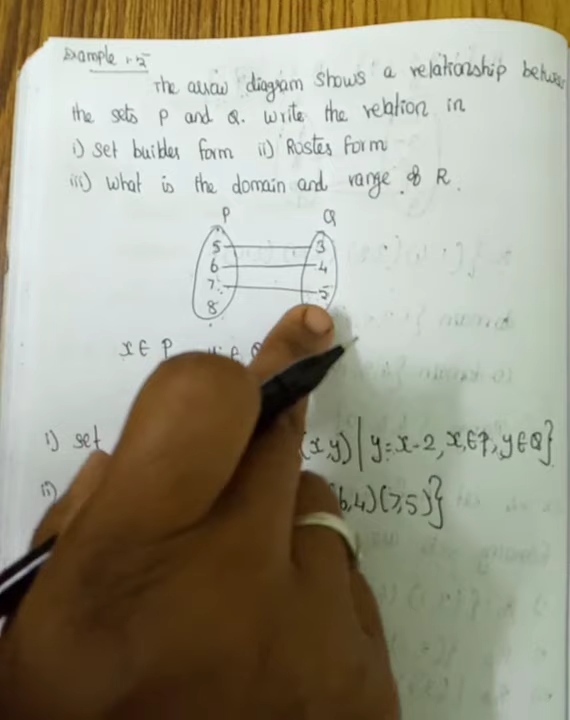 Example 1.5
The arrow diagram shows a relationship between
the sets P and Q. Write the relation in
i) set builder form ii) Roster form
iii) What is the domain and range of R.
P Q
5 3
6 4
7 5
8
x ∈ P
i) set (x,y) | y = x-2, x ∈ P, y ∈ Q}
ii) 6,4) (7,5)}